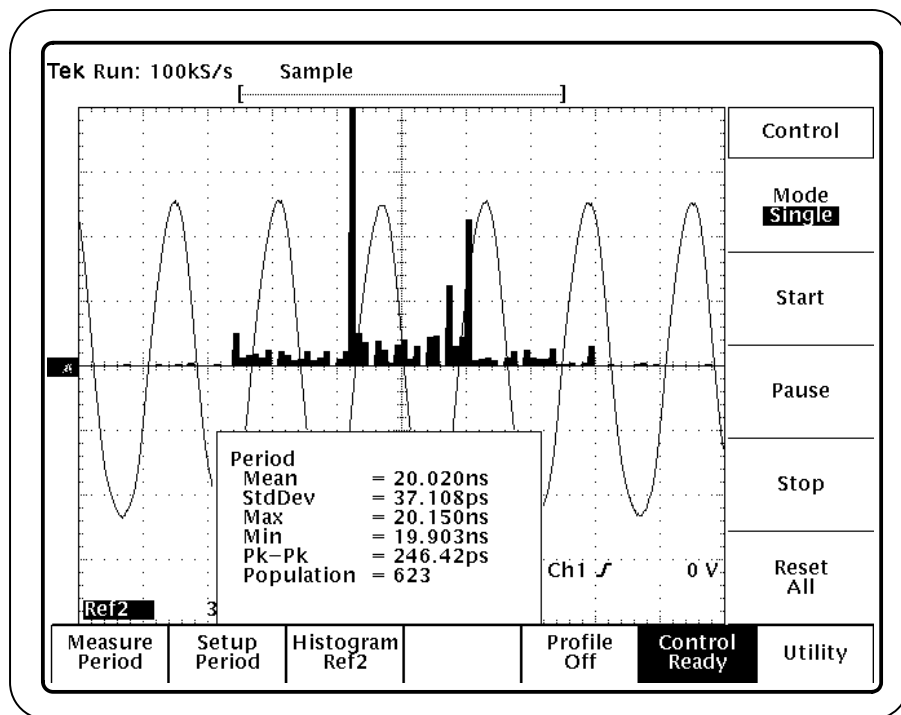 Tek Run: 100kS/s Sample
Control
Mode
Single
Start
Pause
Stop
Reset
All
Period
Mean = 20.020ns
StdDev = 37.108ps
Max = 20.150ns
Min = 19.903ns
Pk-Pk = 246.42ps
Population = 623
Ch1 0 V
Ref2 3
Measure
Period
Setup
Period
Histogram
Ref2
Profile
Off
Control
Ready
Utility